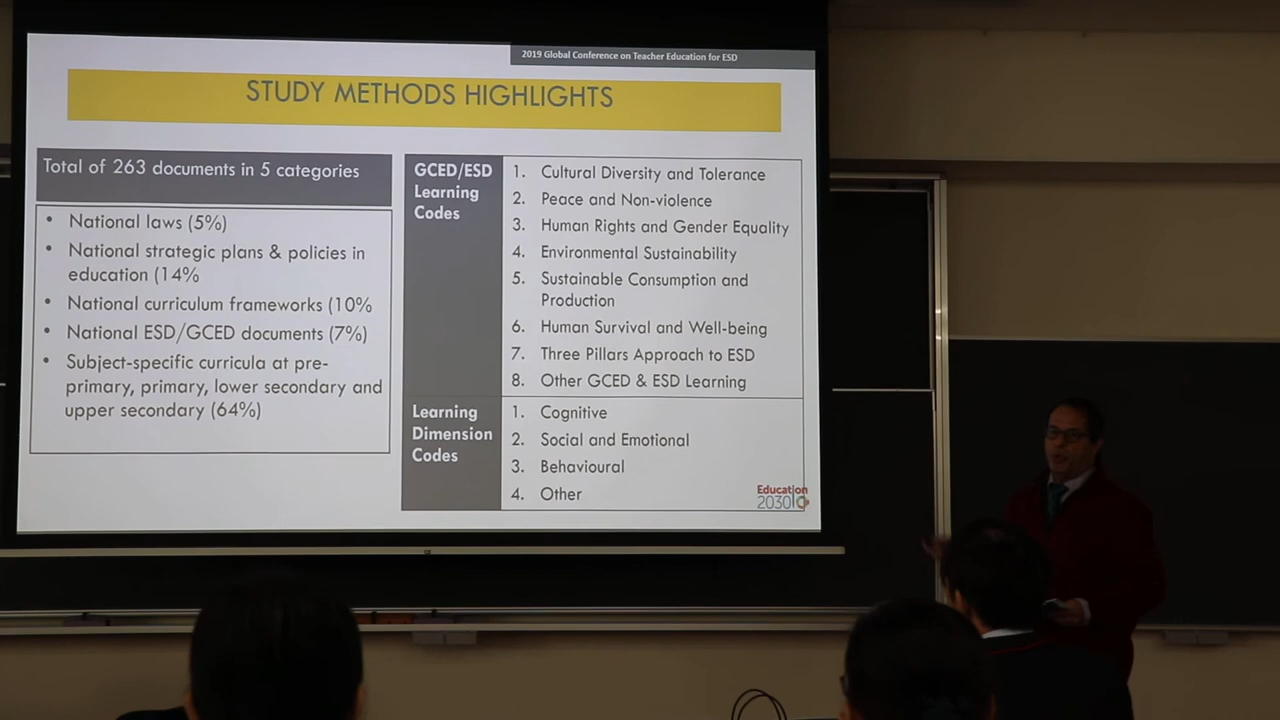 2019 Global Conference on Teacher Education for ESD
STUDY METHODS HIGHLIGHTS
Total of 263 documents in 5 categories
• National laws (5%)
• National strategic plans & policies in
education (14%
• National curriculum frameworks (10%
• National ESD/GCED documents (7%)
• Subject-specific curricula at pre-
primary, primary, lower secondary and
upper secondary (64%)
GCED/ESD
Learning
Codes
1. Cultural Diversity and Tolerance
2. Peace and Non-violence
3. Human Rights and Gender Equality
4. Environmental Sustainability
5. Sustainable Consumption and
Production
6. Human Survival and Well-being
7. Three Pillars Approach to ESD
8. Other GCED & ESD Learning
Learning
Dimension
Codes
1. Cognitive
2. Social and Emotional
3. Behavioural
4. Other
Education
2030